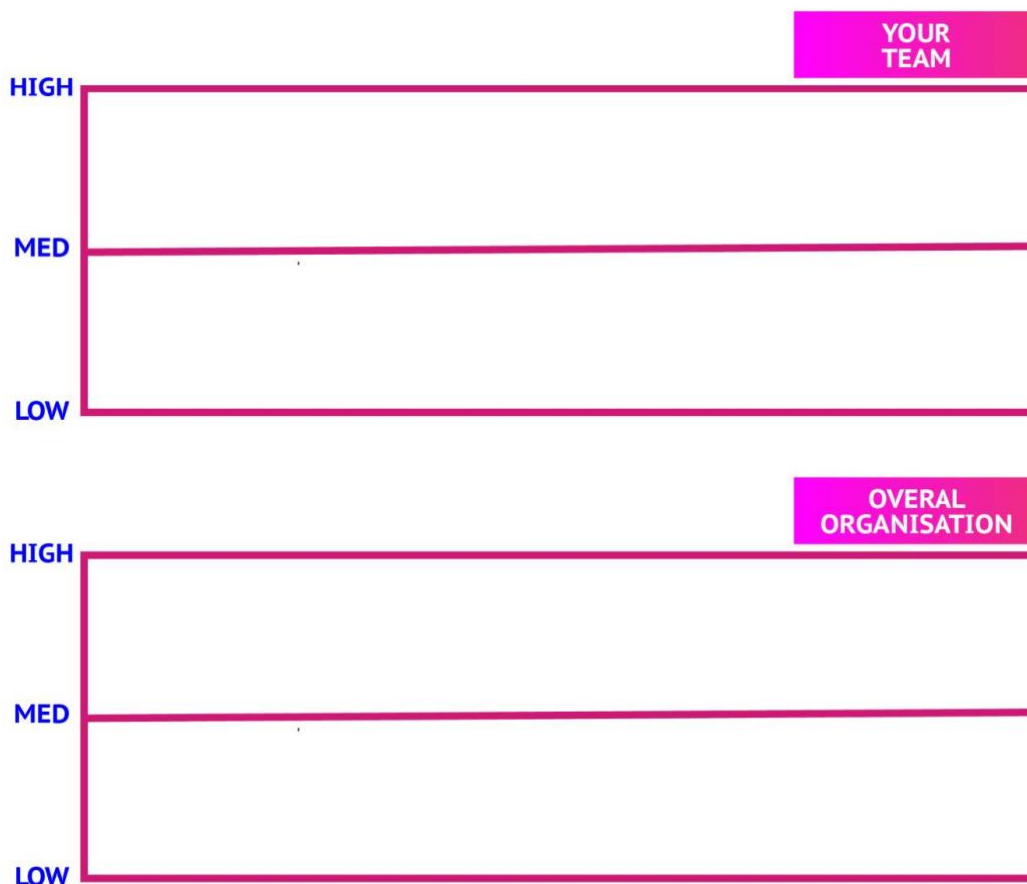 YOUR
TEAM
HIGH
MED
LOW
OVERAL
ORGANISATION
HIGH
MED
LOW